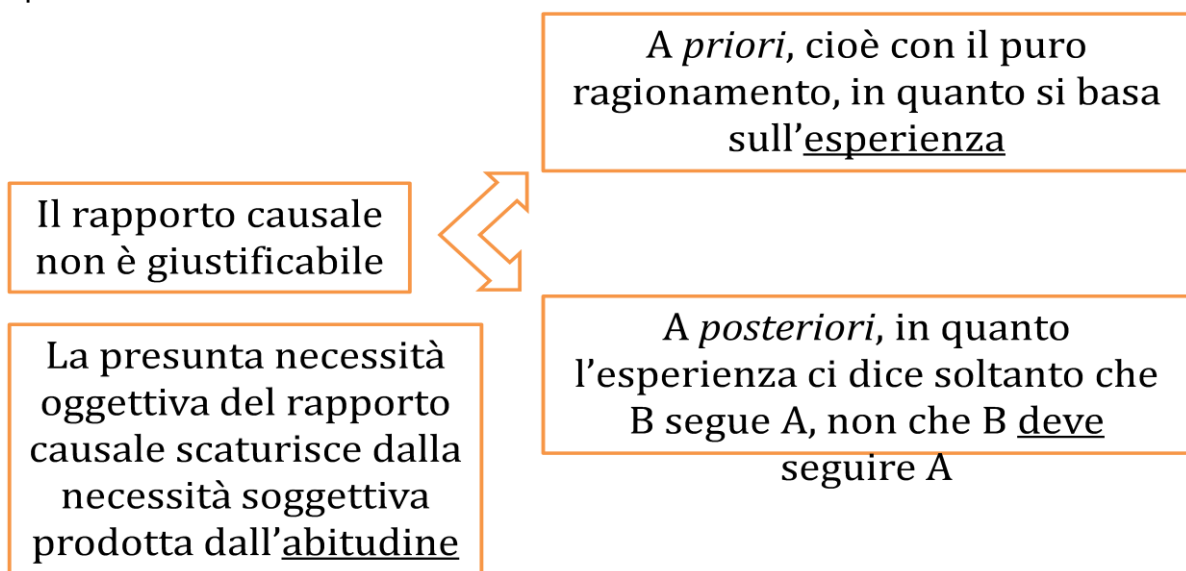 A priori, cioè con il puro
ragionamento, in quanto si basa
sull’esperienza
Il rapporto causale
non è giustificabile
A posteriori, in quanto
l’esperienza ci dice soltanto che
B segue A, non che B deve
seguire A
La presunta necessità
oggettiva del rapporto
causale scaturisce dalla
necessità soggettiva
prodotta dall’abitudine